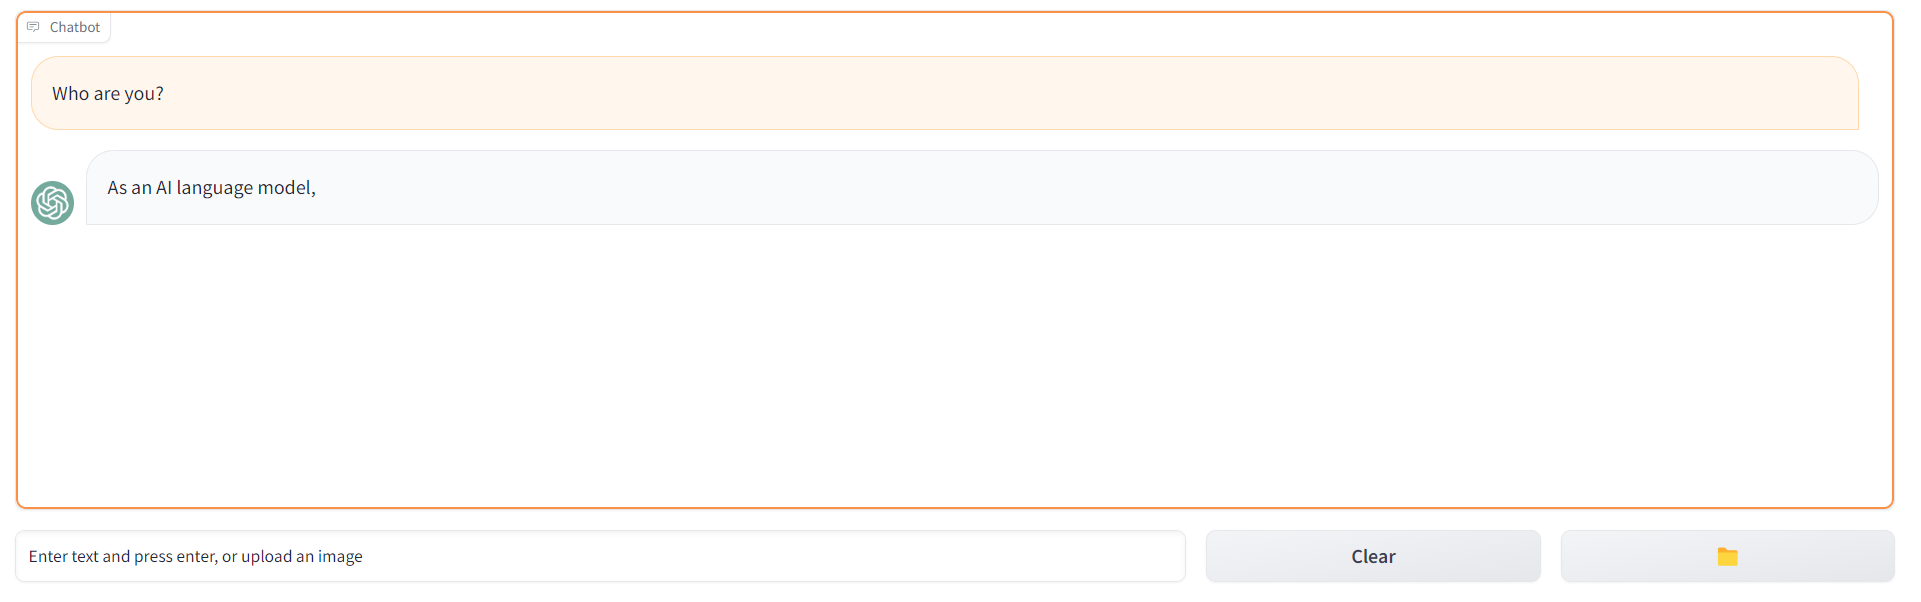 Chatbot
Who are you?
As an AI language model,
Enter text and press enter, or upload an image
Clear